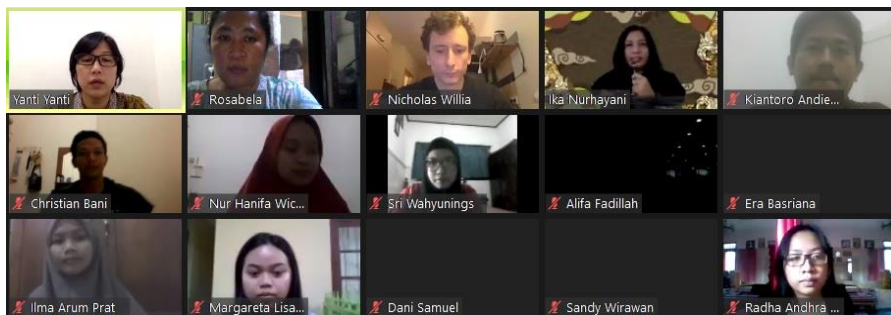 Yanti Yanti
Rosabela
Nicholas Willia
Ika Nurhayani
Kiantoro Andie...
Christian Bani
Nur Hanifa Wic...
Sri Wahyunings
Alifa Fadillah
Era Basriana
Ilma Arum Prat
Margareta Lisa...
Dani Samuel
Sandy Wirawan
Radha Andhra ...